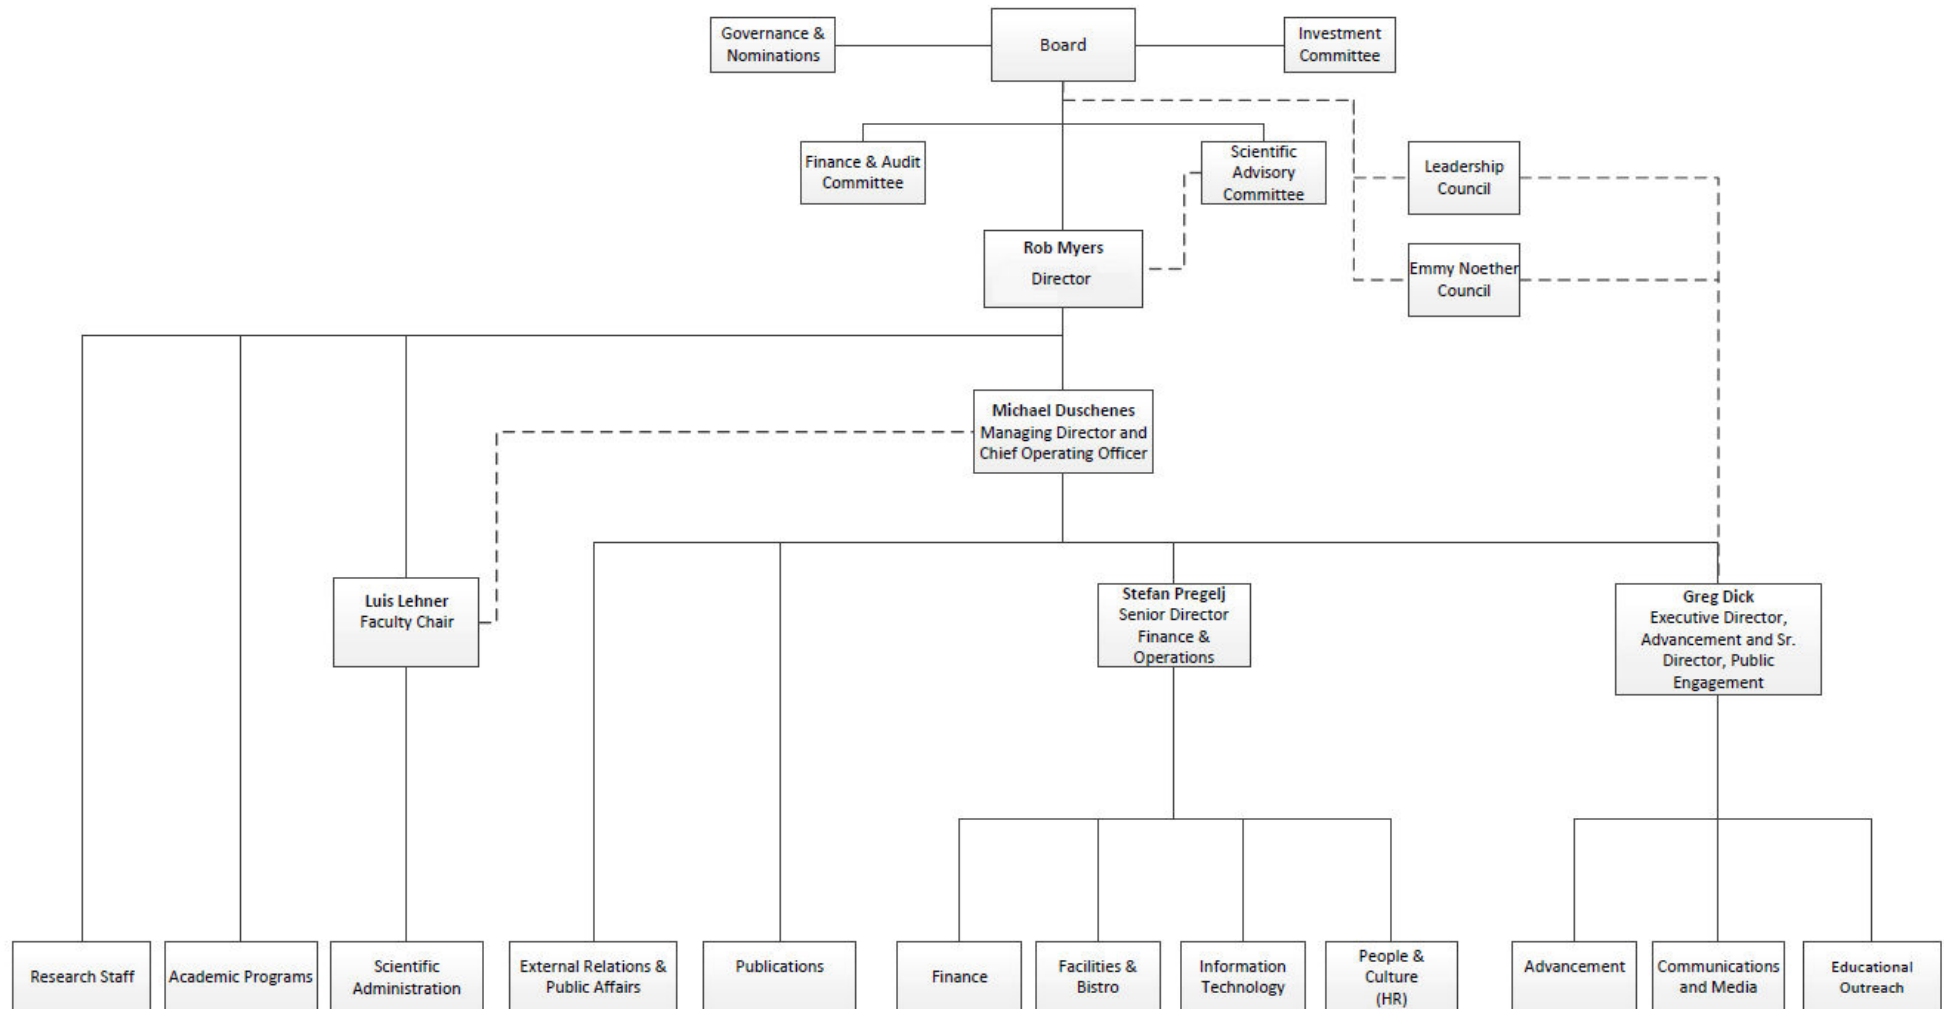 Governance &
Nominations
Board
Investment
Committee
Finance & Audit
Committee
Scientific
Advisory
Committee
Leadership
Council
Rob Myers
Director
Emmy Noether
Council
Michael Duschenes
Managing Director and
Chief Operating Officer
Luis Lehner
Faculty Chair
Stefan Pregelj
Senior Director
Finance &
Operations
Greg Dick
Executive Director,
Advancement and Sr.
Director, Public
Engagement
Research Staff
Academic Programs
Scientific
Administration
External Relations &
Public Affairs
Publications
Finance
Facilities &
Bistro
Information
Technology
People &
Culture
(HR)
Advancement
Communications
and Media
Educational
Outreach